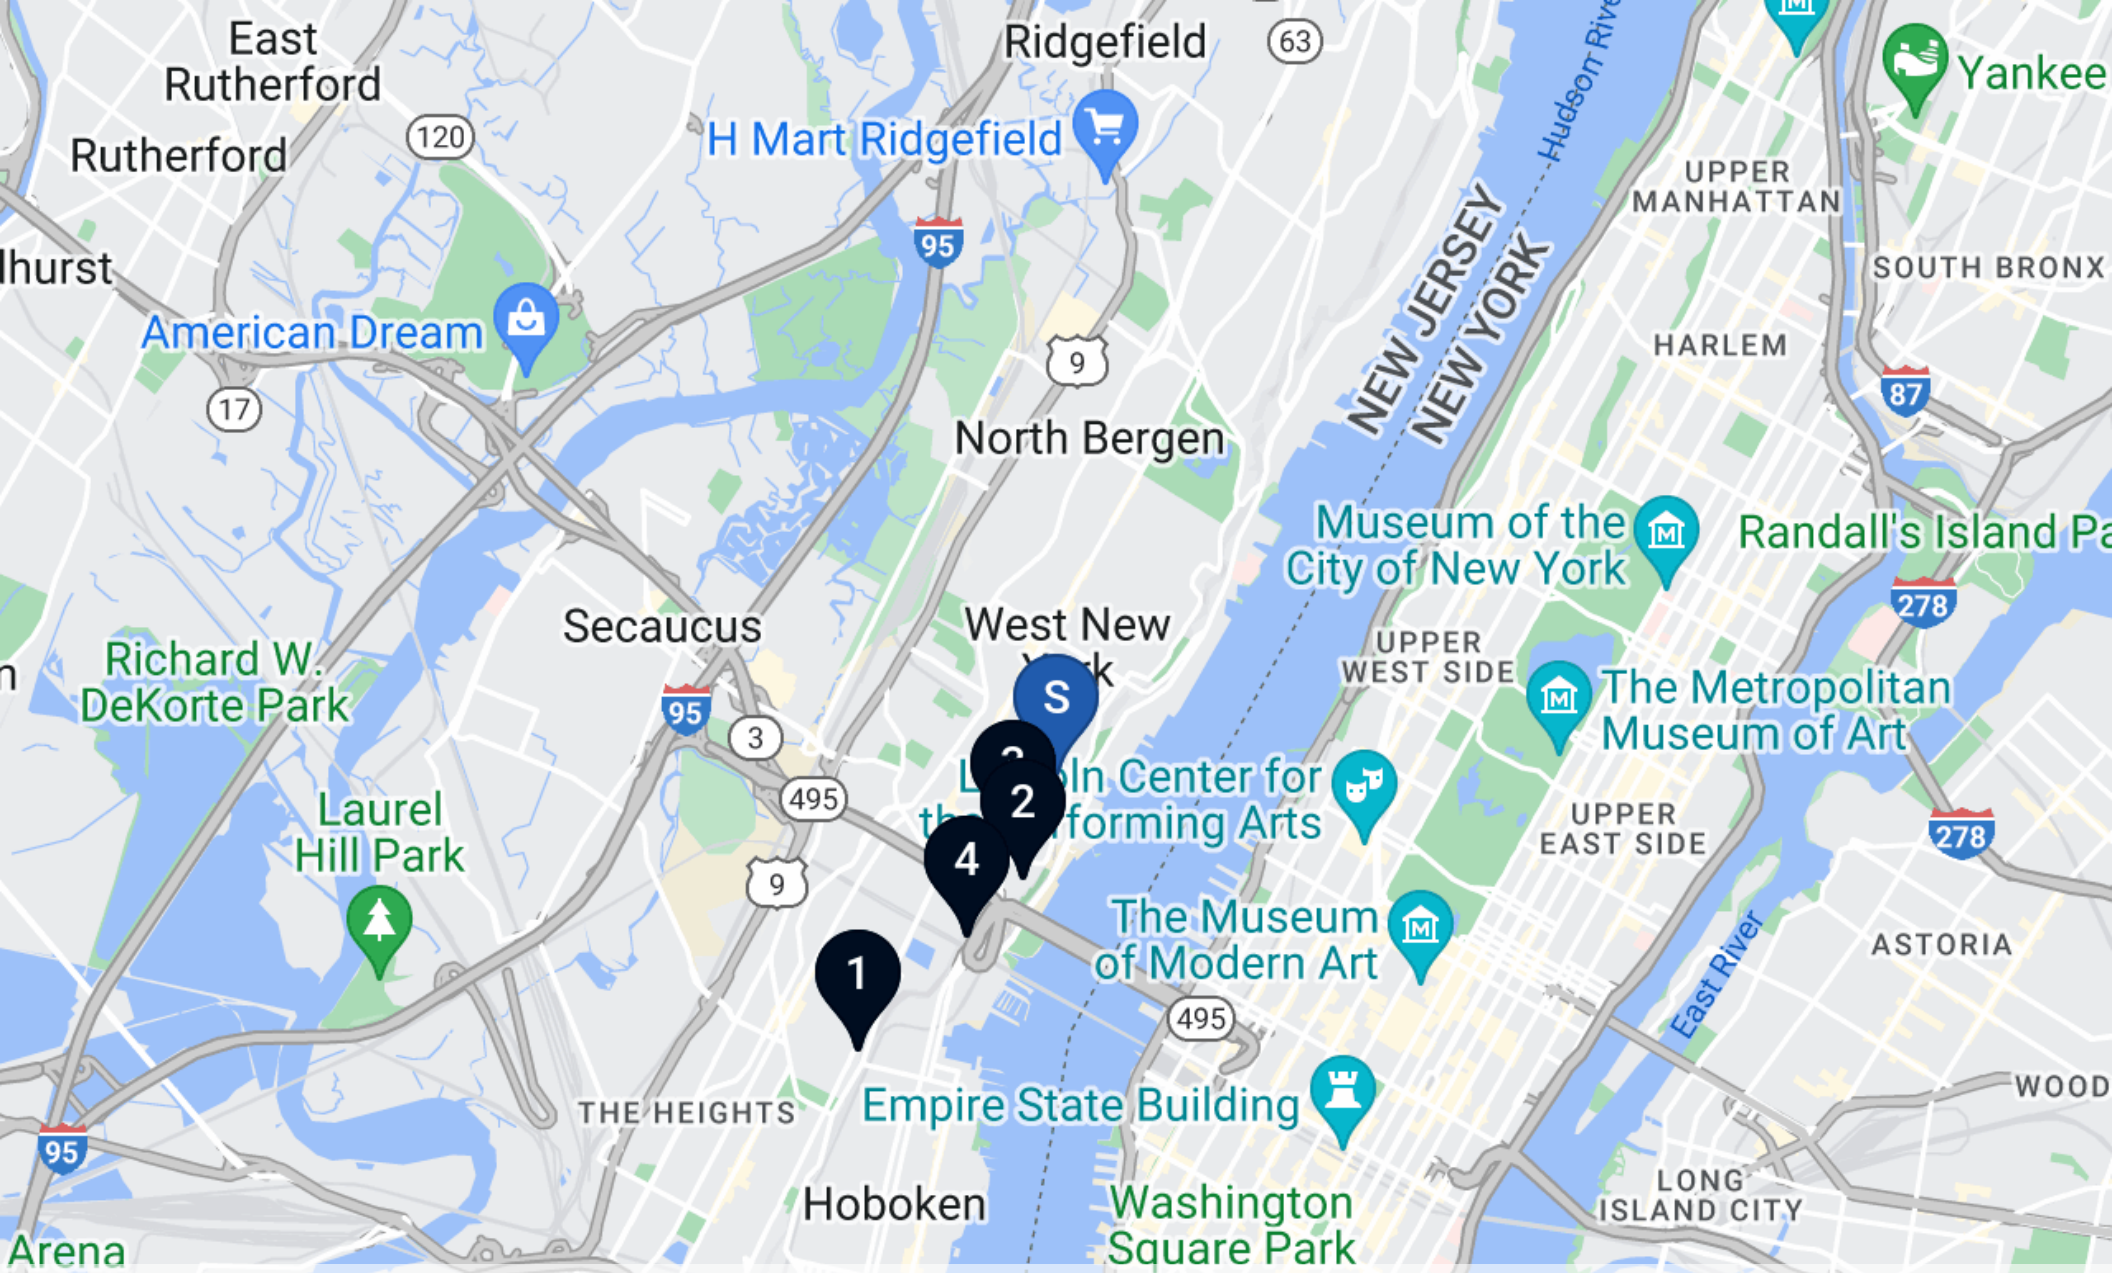 East
Rutherford
Ridgefield
63
Hudson
Yankee
120
Rutherford
H Mart Ridgefield
UPPER
MANHATTAN
95
NEW JERSEY
NEW YORK
SOUTH BRONX
American Dream
HARLEM
9
87
17
North Bergen
Museum of the
City of New York
Randall's Island
278
Secaucus
West New
Richard W.
DeKorte Park
UPPER
WEST SIDE
The Metropolitan
Museum of Art
S
95
3
Center for
Arts
2
495
Laurel
Hill Park
UPPER
EAST SIDE
278
4
9
The Museum
of Modern Art
ASTORIA
East River
1
495
Empire State Building
THE HEIGHTS
WOOD
95
Hoboken
Washington
Square Park
LONG
ISLAND CITY
Arena